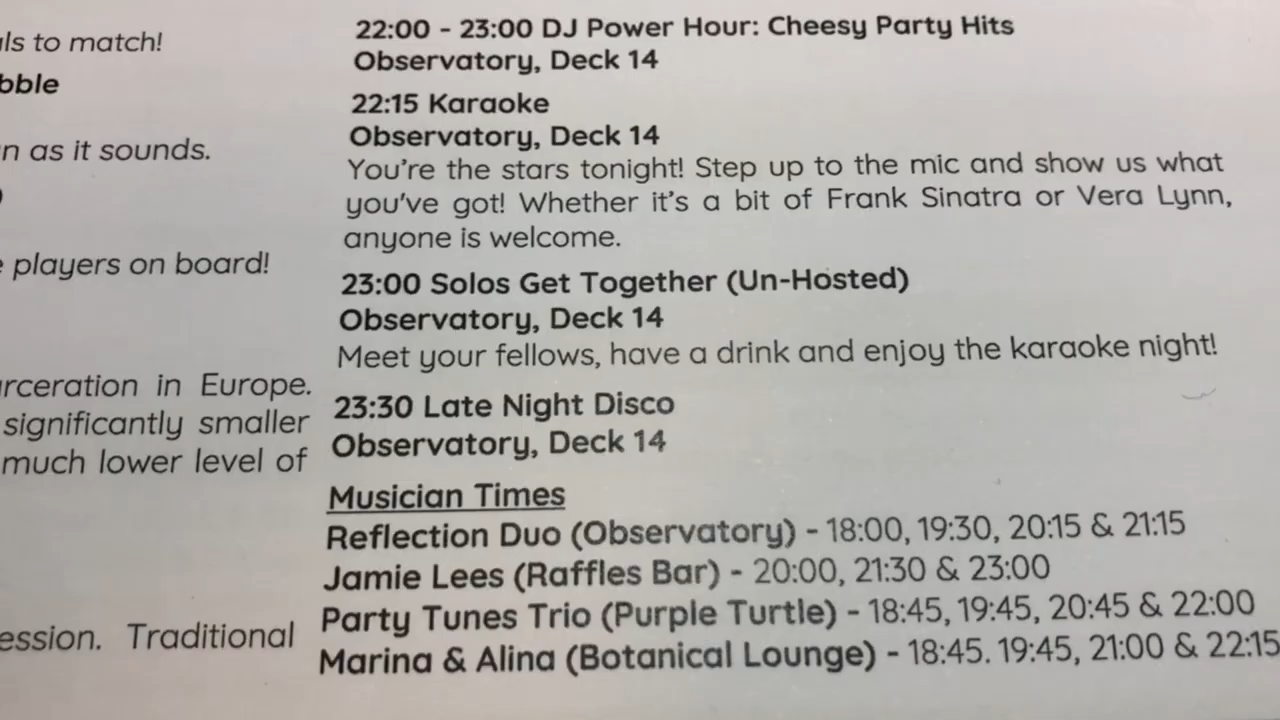 ls to match!
bble
n as it sounds.
players on board!
rceration in Europe.
significantly smaller
much lower level of
ession. Traditional
22:00 - 23:00 DJ Power Hour: Cheesy Party Hits
Observatory, Deck 14
22:15 Karaoke
Observatory, Deck 14
You're the stars tonight! Step up to the mic and show us what
you've got! Whether it's a bit of Frank Sinatra or Vera Lynn,
anyone is welcome.
23:00 Solos Get Together (Un-Hosted)
Observatory, Deck 14
Meet your fellows, have a drink and enjoy the karaoke night!
23:30 Late Night Disco
Observatory, Deck 14
Musician Times
Reflection Duo (Observatory) - 18:00, 19:30, 20:15 & 21:15
Jamie Lees (Raffles Bar) - 20:00, 21:30 & 23:00
Party Tunes Trio (Purple Turtle) - 18:45, 19:45, 20:45 & 22:00
Marina & Alina (Botanical Lounge) - 18:45. 19:45, 21:00 & 22:15